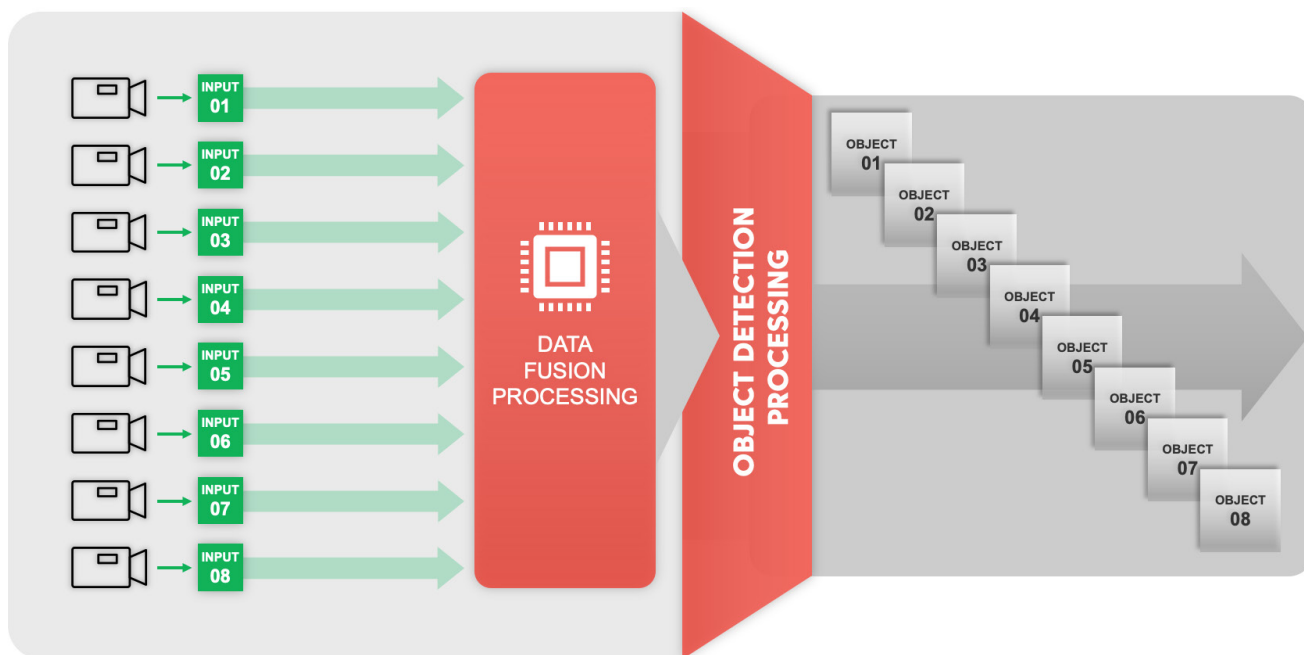 INPUT
01
INPUT
02
INPUT
03
INPUT
04
INPUT
05
INPUT
06
INPUT
07
INPUT
08
DATA
FUSION
PROCESSING
OBJECT DETECTION
PROCESSING
OBJECT
01
OBJECT
02
OBJECT
03
OBJECT
04
OBJECT
05
OBJECT
06
OBJECT
07
OBJECT
08